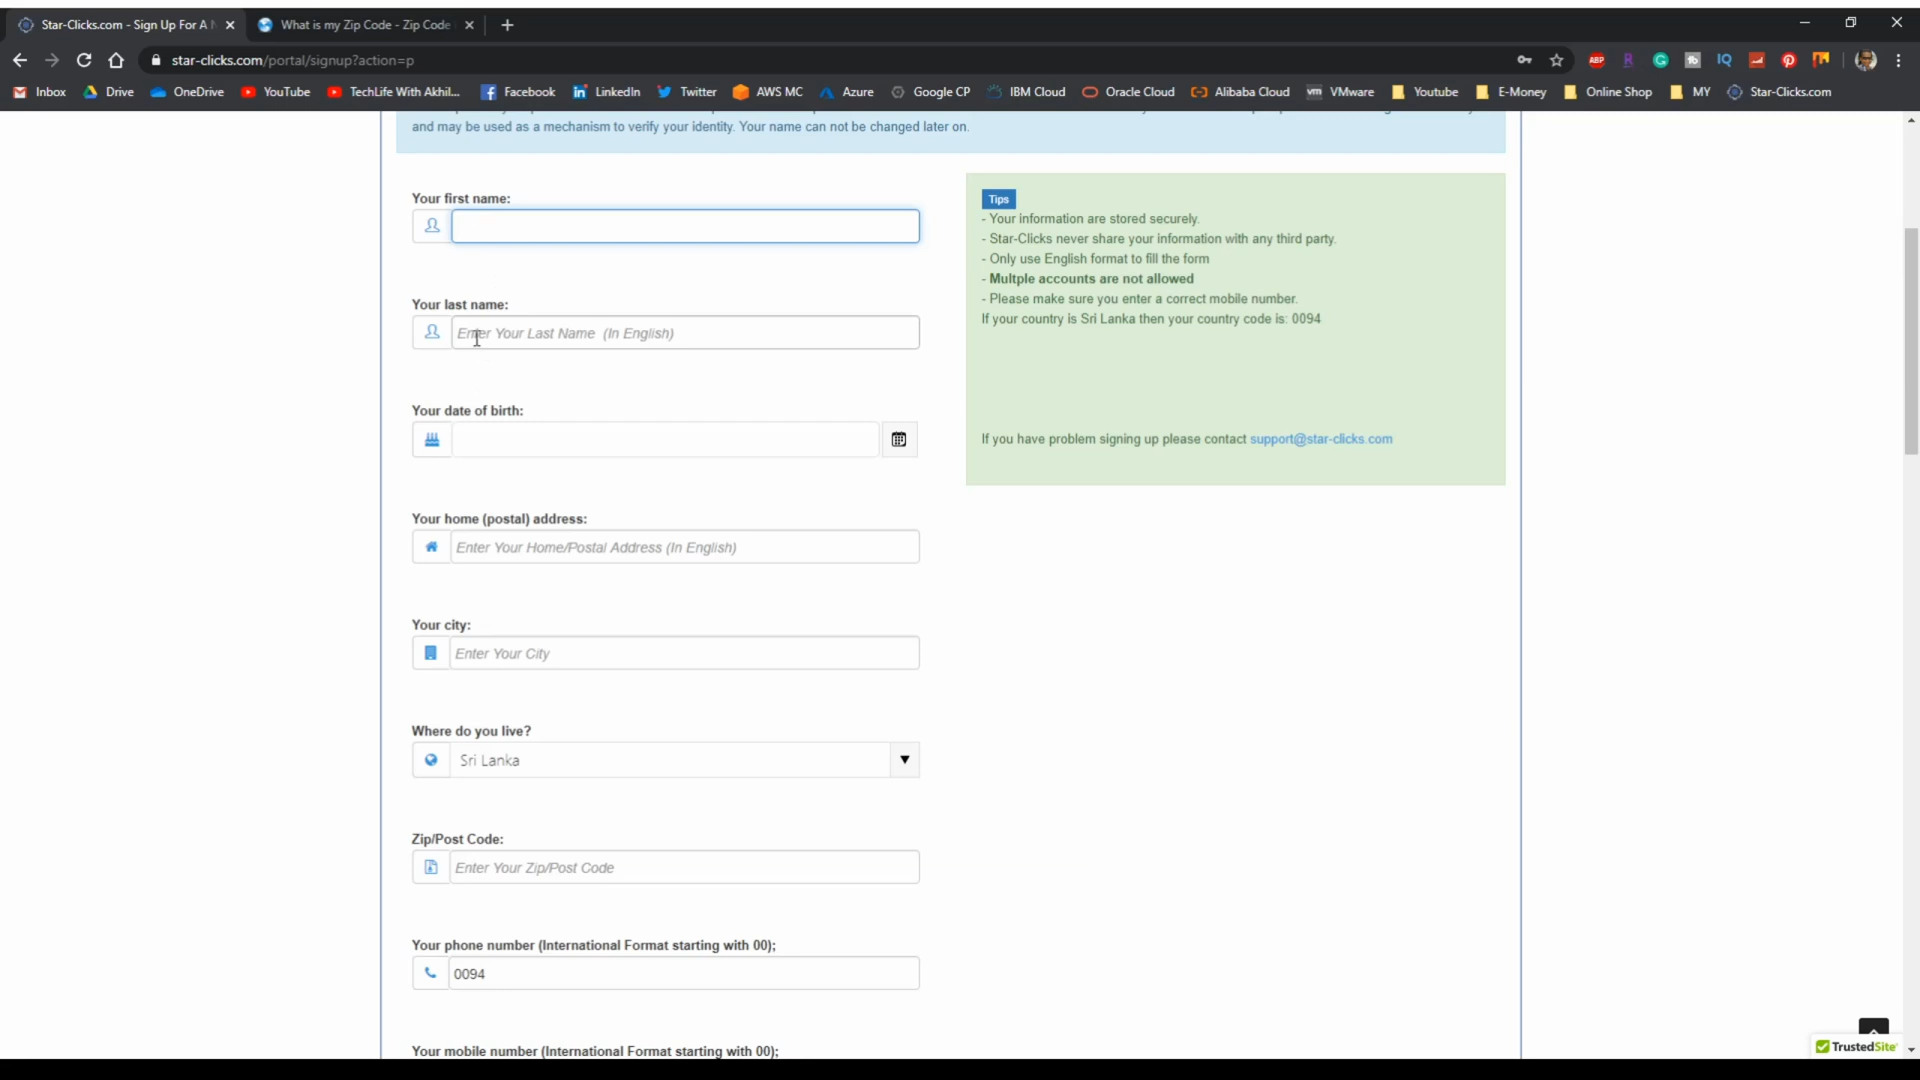 Star-Clicks.com - Sign Up For A
What is my Zip Code - Zip Code
star-clicks.com/portal/signup?action=p
Inbox
Drive
OneDrive
YouTube
TechLife With Akhil...
Facebook
LinkedIn
Twitter
AWS MC
Azure
Google CP
IBM Cloud
Oracle Cloud
Alibaba Cloud
VMware
Youtube
E-Money
Online Shop
MY
Star-Clicks.com
and may be used as a mechanism to verify your identity. Your name can not be changed later on.
Your first name:
Your last name:
Enter Your Last Name (In English)
Your date of birth:
Your home (postal) address:
Enter Your Home/Postal Address (In English)
Your city:
Enter Your City
Where do you live?
Sri Lanka
Zip/Post Code:
Enter Your Zip/Post Code
Your phone number (International Format starting with 00);
0094
Your mobile number (International Format starting with 00);
Tips
- Your information are stored securely.
- Star-Clicks never share your information with any third party.
- Only use English format to fill the form
- Multple accounts are not allowed
- Please make sure you enter a correct mobile number.
If your country is Sri Lanka then your country code is: 0094
If you have problem signing up please contact support@star-clicks.com
TrustedSite